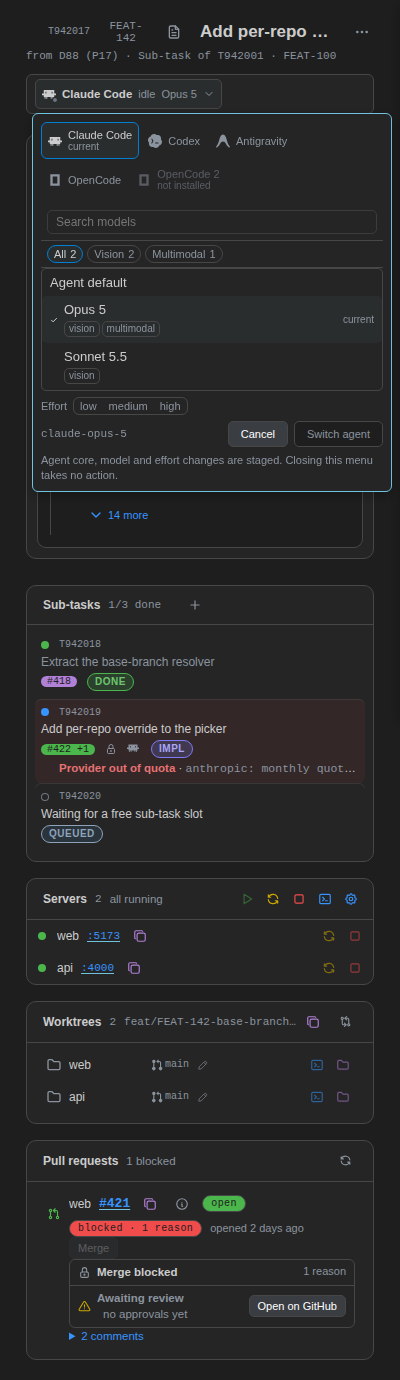 T942017 FEAT-142 Add per-repo … ···
from D88 (P17) · Sub-task of T942001 · FEAT-100
Claude Code idle Opus 5
Claude Code
current
Codex
Antigravity
OpenCode
OpenCode 2
not installed
Search models
All 2 Vision 2 Multimodal 1
Agent default
Opus 5
vision multimodal
current
Sonnet 5.5
vision
Effort low medium high
claude-opus-5
Cancel Switch agent
Agent core, model and effort changes are staged. Closing this menu
takes no action.
14 more
Sub-tasks 1/3 done +
T942018
Extract the base-branch resolver
#418 DONE
T942019
Add per-repo override to the picker
#422 +1 IMPL
Provider out of quota · anthropic: monthly quot…
T942020
Waiting for a free sub-task slot
QUEUED
Servers 2 all running
web :5173
api :4000
Worktrees 2 feat/FEAT-142-base-branch…
web main
api main
Pull requests 1 blocked
web #421 open
blocked · 1 reason opened 2 days ago
Merge
Merge blocked 1 reason
Awaiting review
no approvals yet
Open on GitHub
2 comments